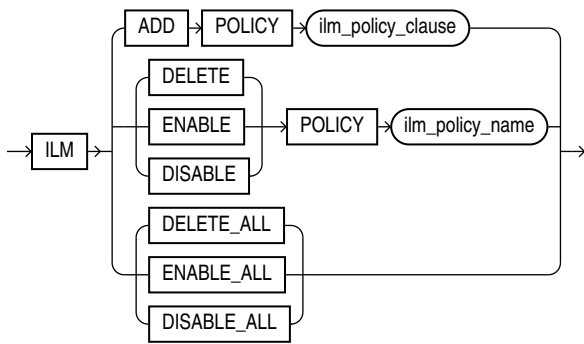 ADD POLICY ilm_policy_clause
DELETE
ILM ENABLE POLICY ilm_policy_name
DISABLE
DELETE_ALL
ENABLE_ALL
DISABLE_ALL